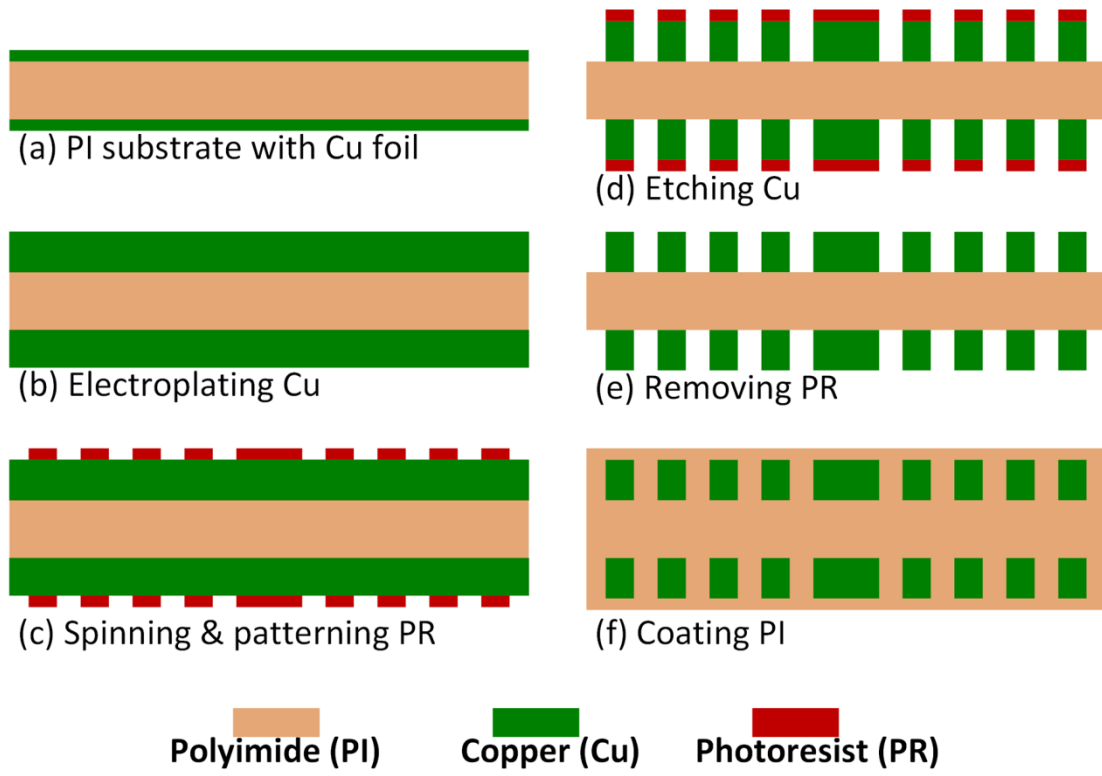 (a) PI substrate with Cu foil
(b) Electroplating Cu
(c) Spinning & patterning PR
(d) Etching Cu
(e) Removing PR
(f) Coating PI
Polyimide (PI)
Copper (Cu)
Photoresist (PR)